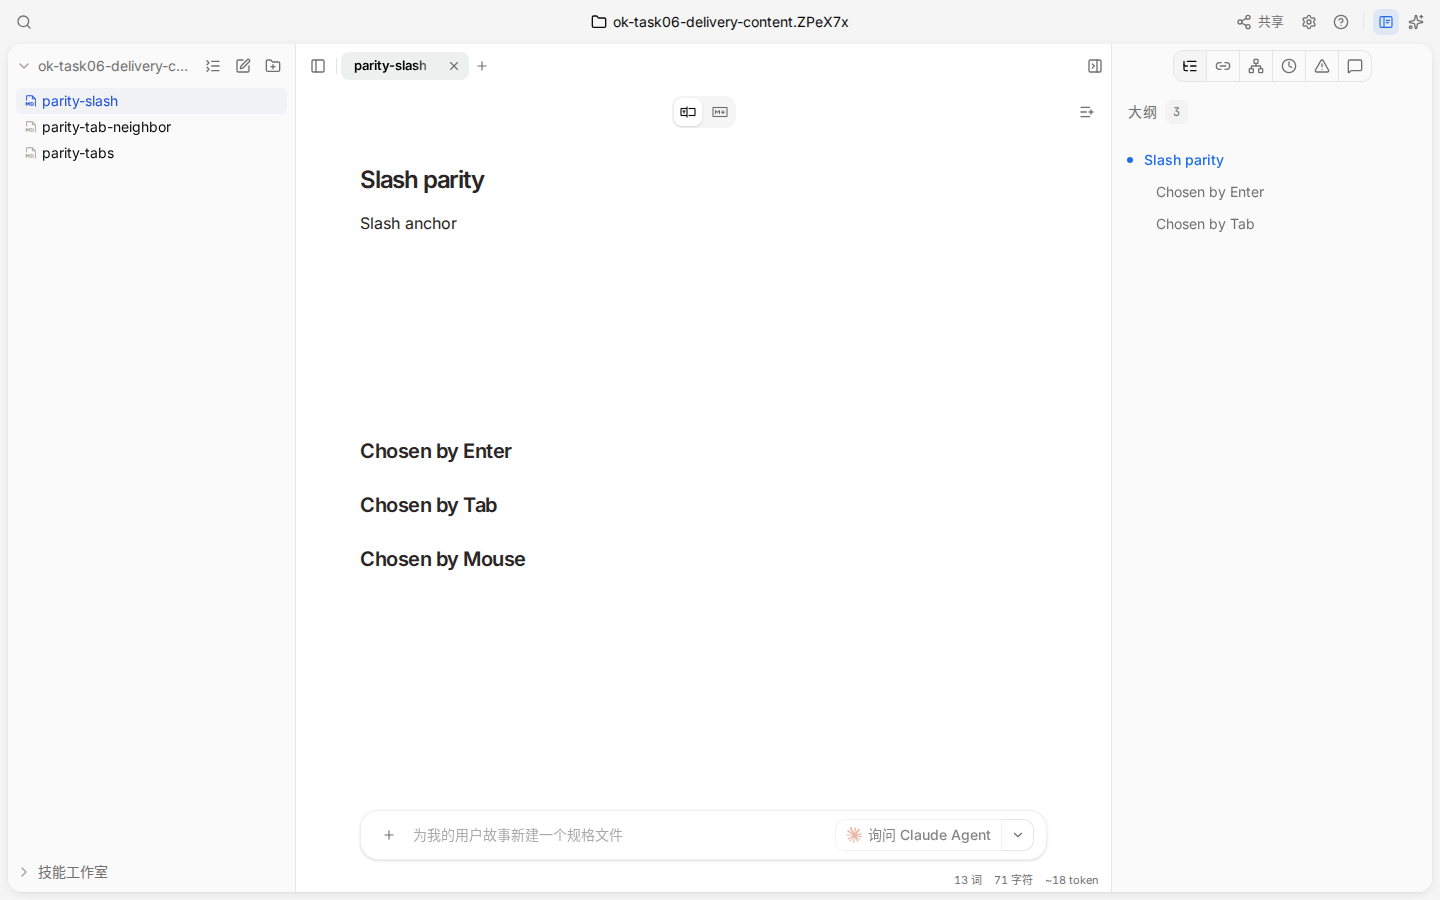 ok-task06-delivery-content.ZPeX7x
共享
ok-task06-delivery-c...
parity-slash
parity-tab-neighbor
parity-tabs
技能工作室
parity-slash
Slash parity
Slash anchor
Chosen by Enter
Chosen by Tab
Chosen by Mouse
为我的用户故事新建一个规格文件
询问 Claude Agent
13 词 71 字符 ~18 token
大纲 3
Slash parity
Chosen by Enter
Chosen by Tab